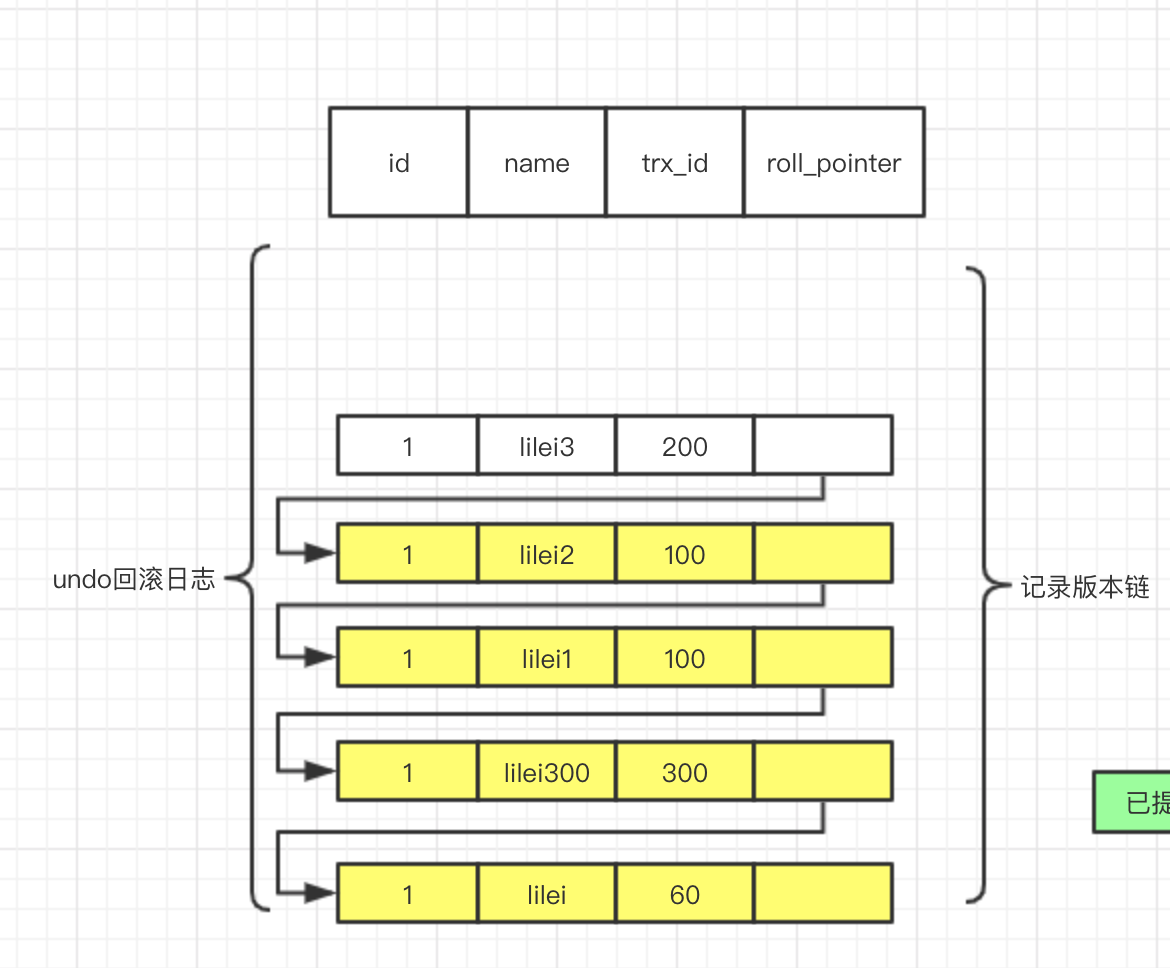 id name trx_id roll_pointer
1 lilei3 200
1 lilei2 100
undo回滚日志
记录版本链
1 lilei1 100
1 lilei300 300
已提
1 lilei 60